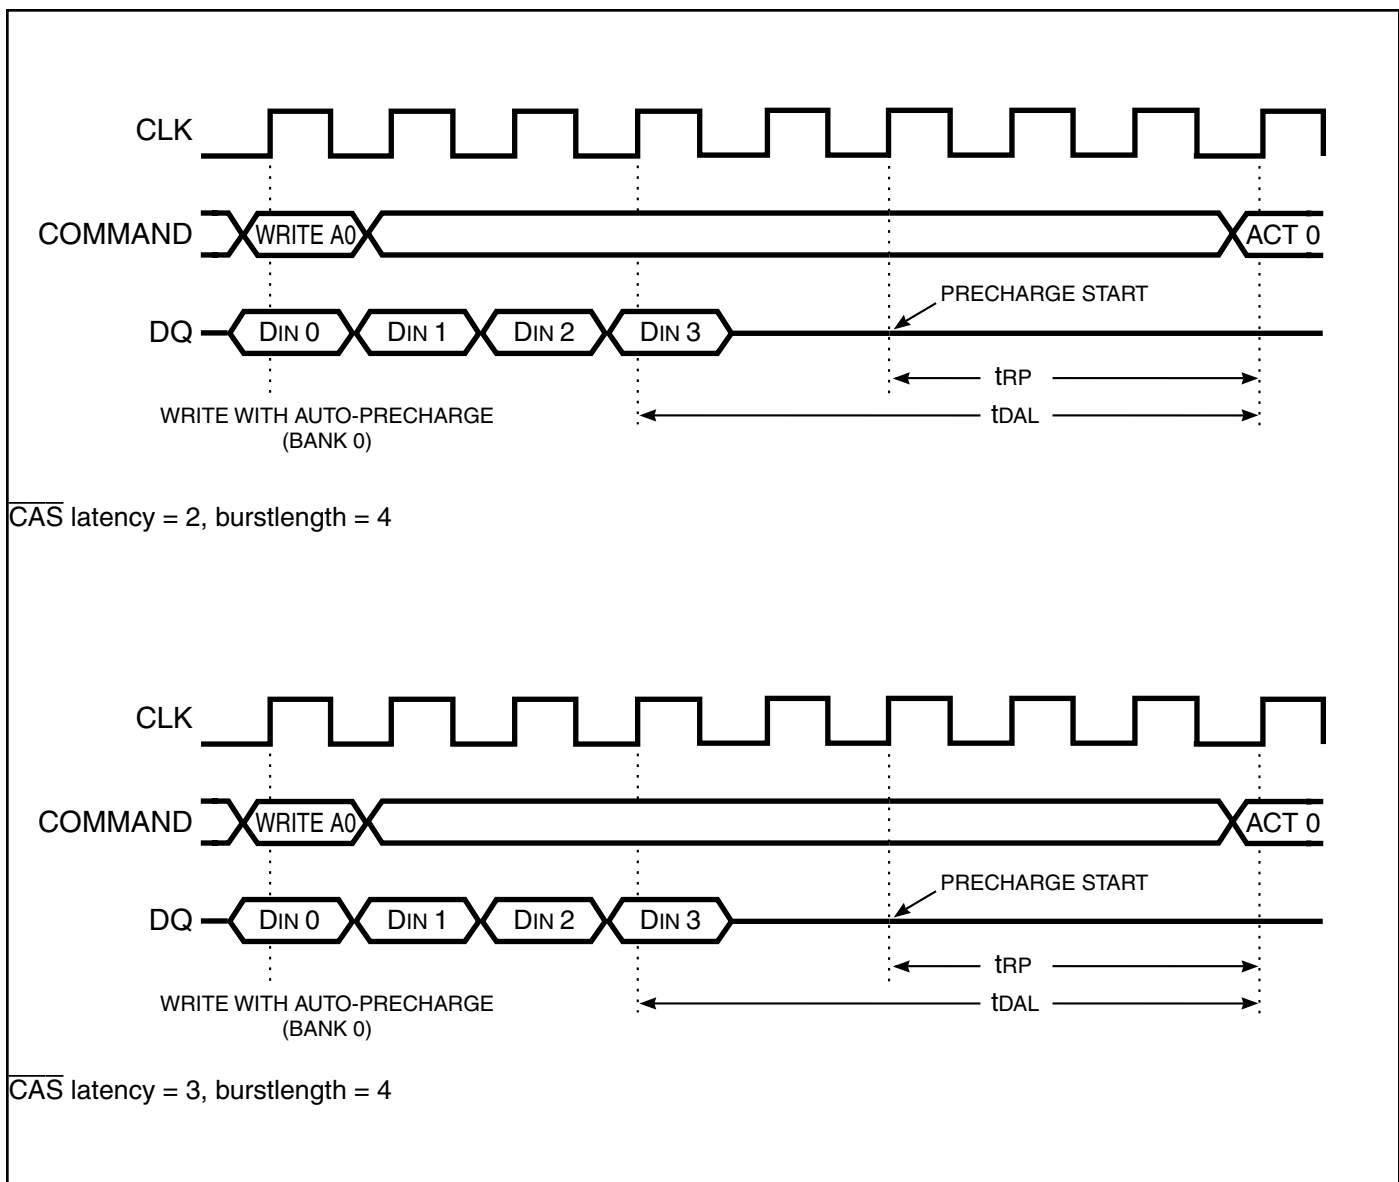 CLK
COMMAND WRITE A0 ACT 0
PRECHARGE START
DQ DIN 0 DIN 1 DIN 2 DIN 3
tRP
WRITE WITH AUTO-PRECHARGE tDAL
(BANK 0)
CAS latency = 2, burstlength = 4
CLK
COMMAND WRITE A0 ACT 0
PRECHARGE START
DQ DIN 0 DIN 1 DIN 2 DIN 3
tRP
WRITE WITH AUTO-PRECHARGE tDAL
(BANK 0)
CAS latency = 3, burstlength = 4